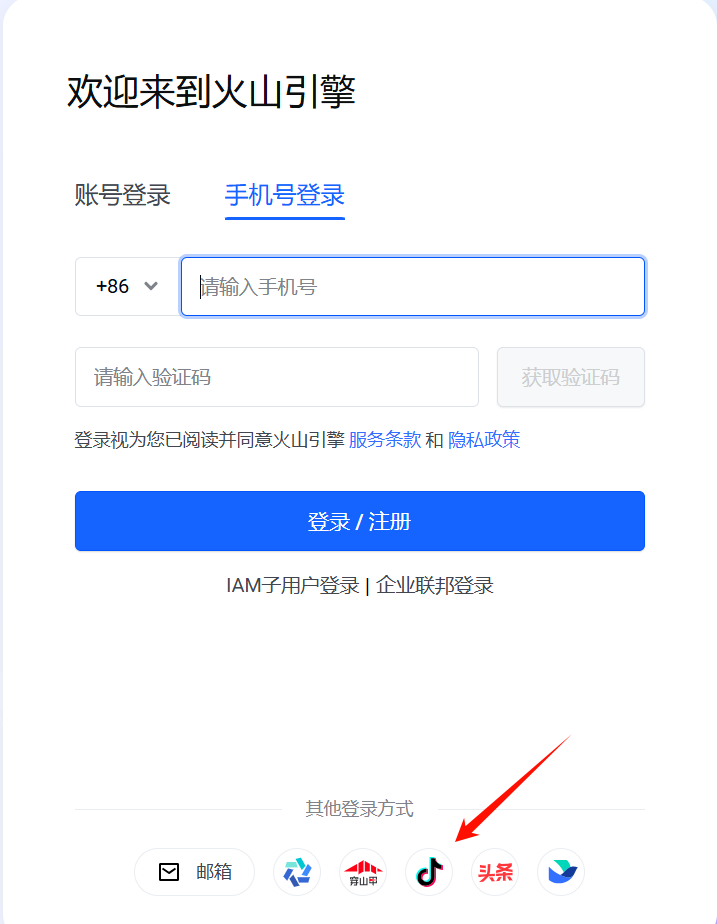 欢迎来到火山引擎
账号登录 手机号登录
+86 请输入手机号
请输入验证码 获取验证码
登录视为您已阅读并同意火山引擎 服务条款 和 隐私政策
登录 / 注册
IAM子用户登录 | 企业联邦登录
其他登录方式
邮箱 穿山甲 头条